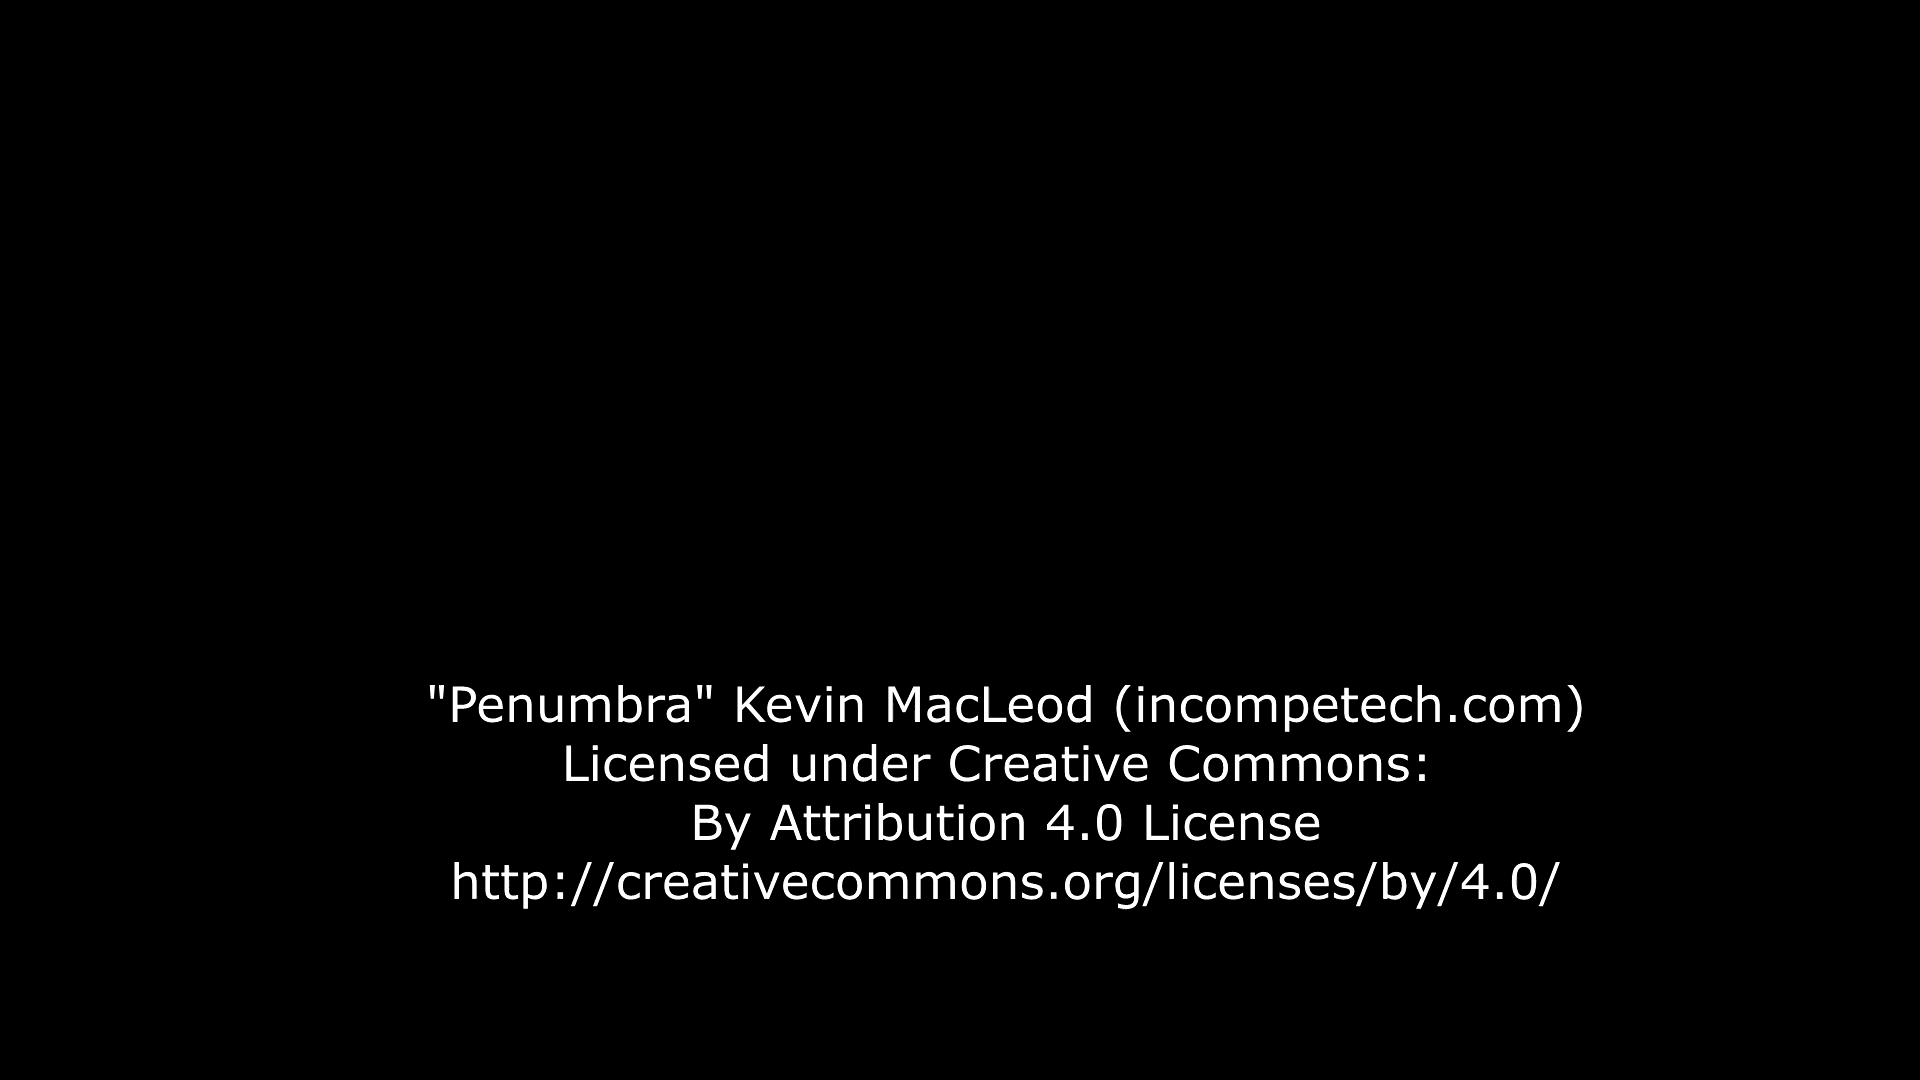 "Penumbra" Kevin MacLeod (incompetech.com)
Licensed under Creative Commons:
By Attribution 4.0 License
http://creativecommons.org/licenses/by/4.0/